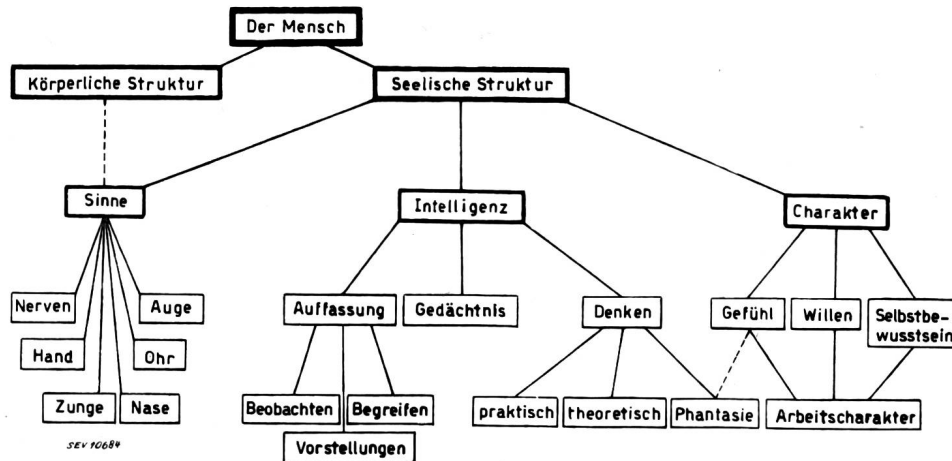 Der Mensch
Körperliche Struktur
Seelische Struktur
Sinne
Intelligenz
Charakter
Nerven
Auge
Auffassung
Gedächtnis
Denken
Gefühl
Willen
Selbstbe-
wusstsein
Hand
Ohr
Zunge
Nase
Beobachten
Begreifen
praktisch
theoretisch
Phantasie
Arbeitscharakter
Vorstellungen
SEV 10684